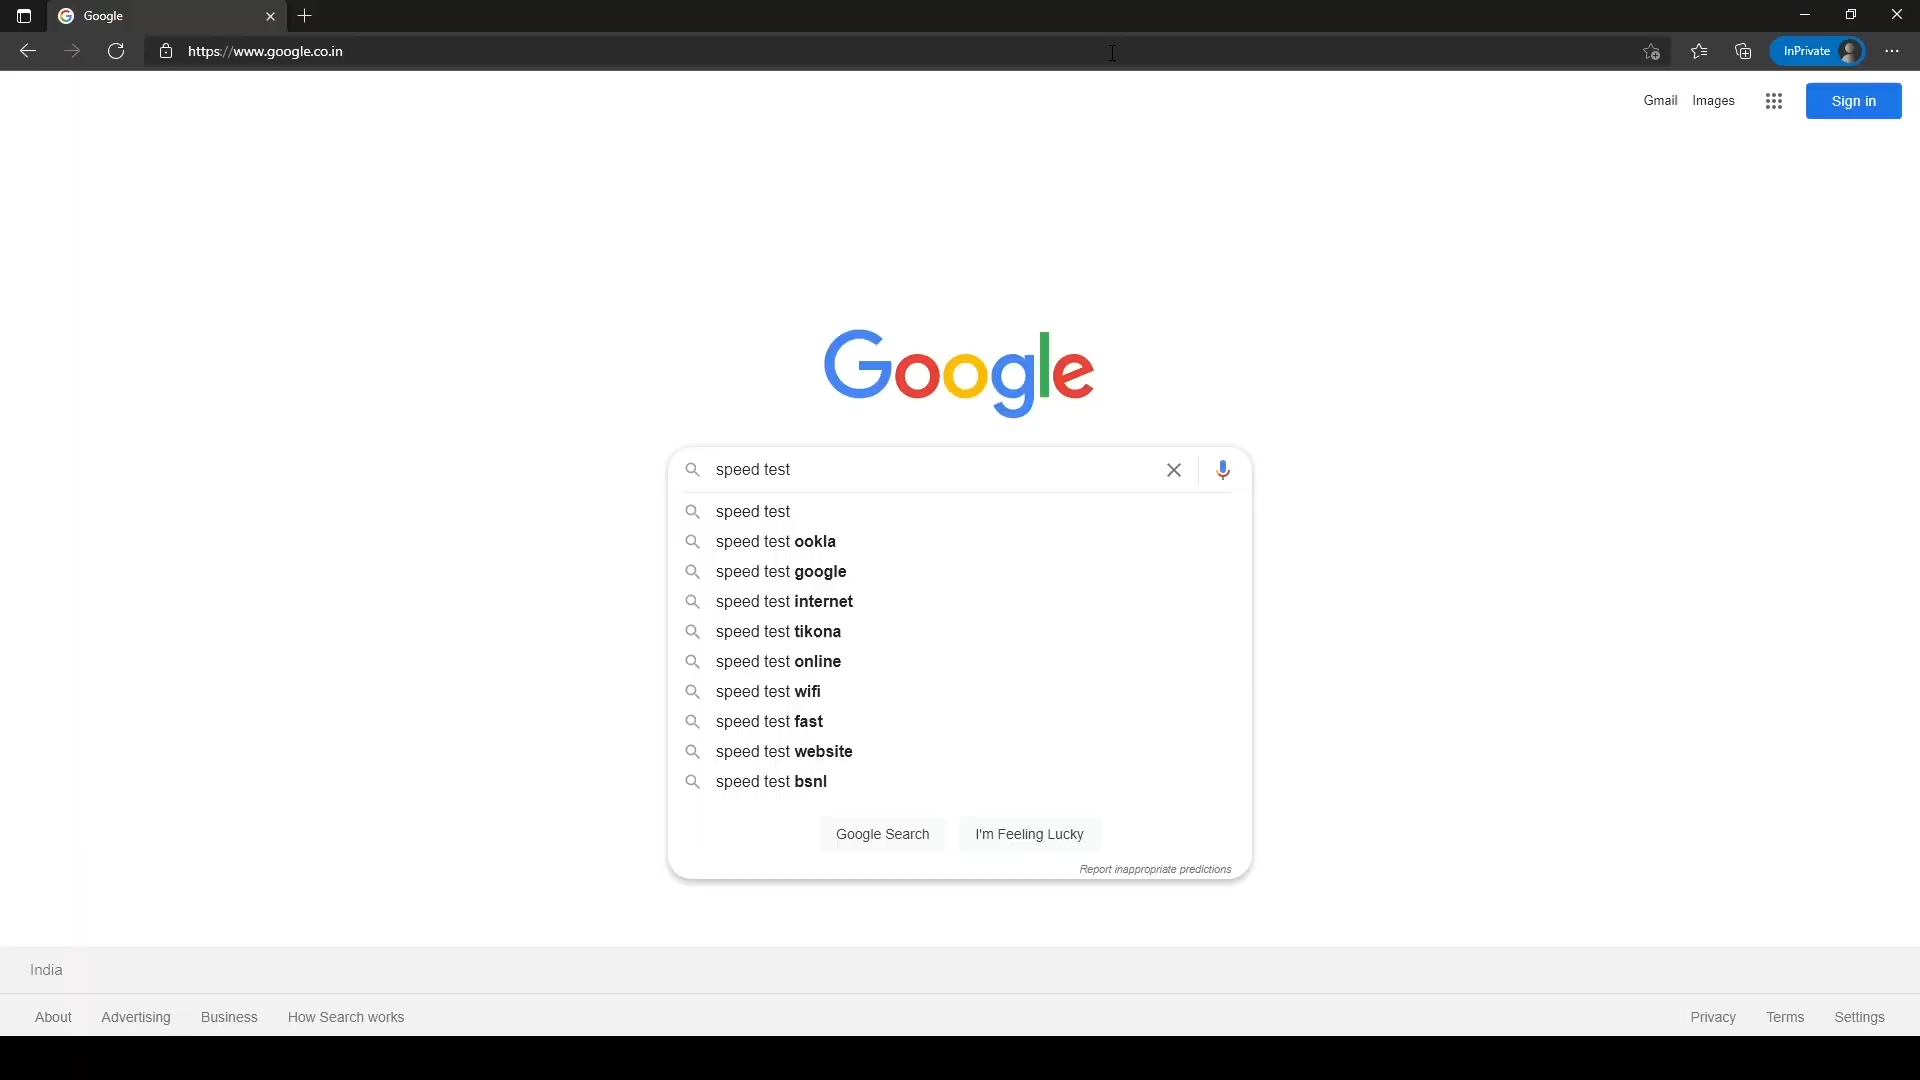 Google
https://www.google.co.in
InPrivate
Gmail Images Sign in
Google
speed test
speed test
speed test ookla
speed test google
speed test internet
speed test tikona
speed test online
speed test wifi
speed test fast
speed test website
speed test bsnl
Google Search I'm Feeling Lucky
Report inappropriate predictions
India
About Advertising Business How Search works Privacy Terms Settings